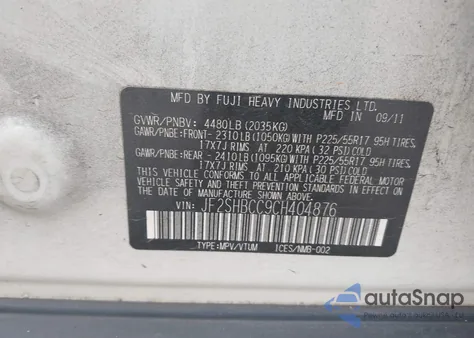 MFD BY FUJI HEAVY INDUSTRIES LTD.
MFD IN 09/11
GVWR/PNBV: 4480LB (2035KG)
GAWR/PNBE:FRONT- 2310LB (1050KG) WITH P225/55R17 95H TIRES,
17X7J RIMS AT 220 KPA (32 PSI) COLD
GAWR/PNBE:REAR - 2410LB (1095KG) WITH P225/55R17 95H TIRES,
17X7J RIMS AT 210 KPA (30 PSI) COLD
THIS VEHICLE CONFORMS TO ALL APPLICABLE FEDERAL MOTOR
VEHICLE SAFETY AND THEFT PREVENTION STANDARDS IN EFFECT ON THE
DATE OF MANUFACTURE SHOWN ABOVE.
VIN: JF2SHBCC9CH404876
TYPE:MPV/VTUM ICES/NMB-002
autoSnap